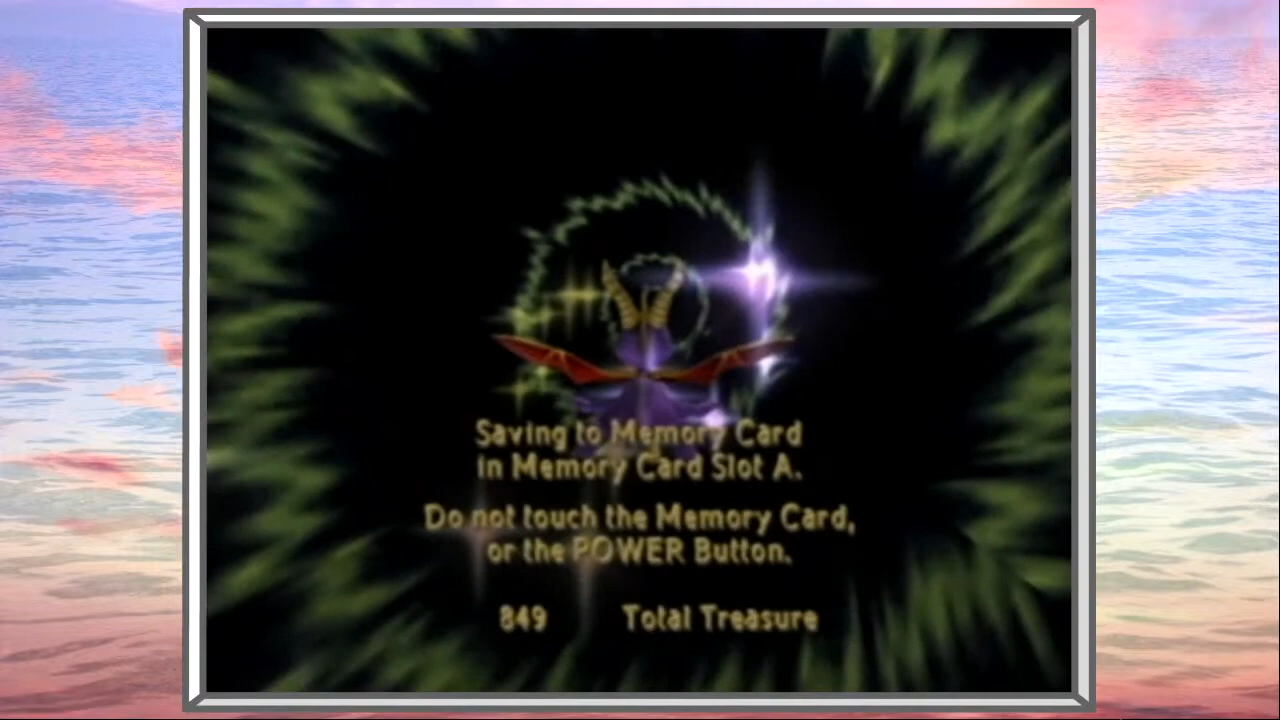 Saving to Memory Card
in Memory Card Slot A.
Do not touch the Memory Card,
or the POWER Button.
849 Total Treasure